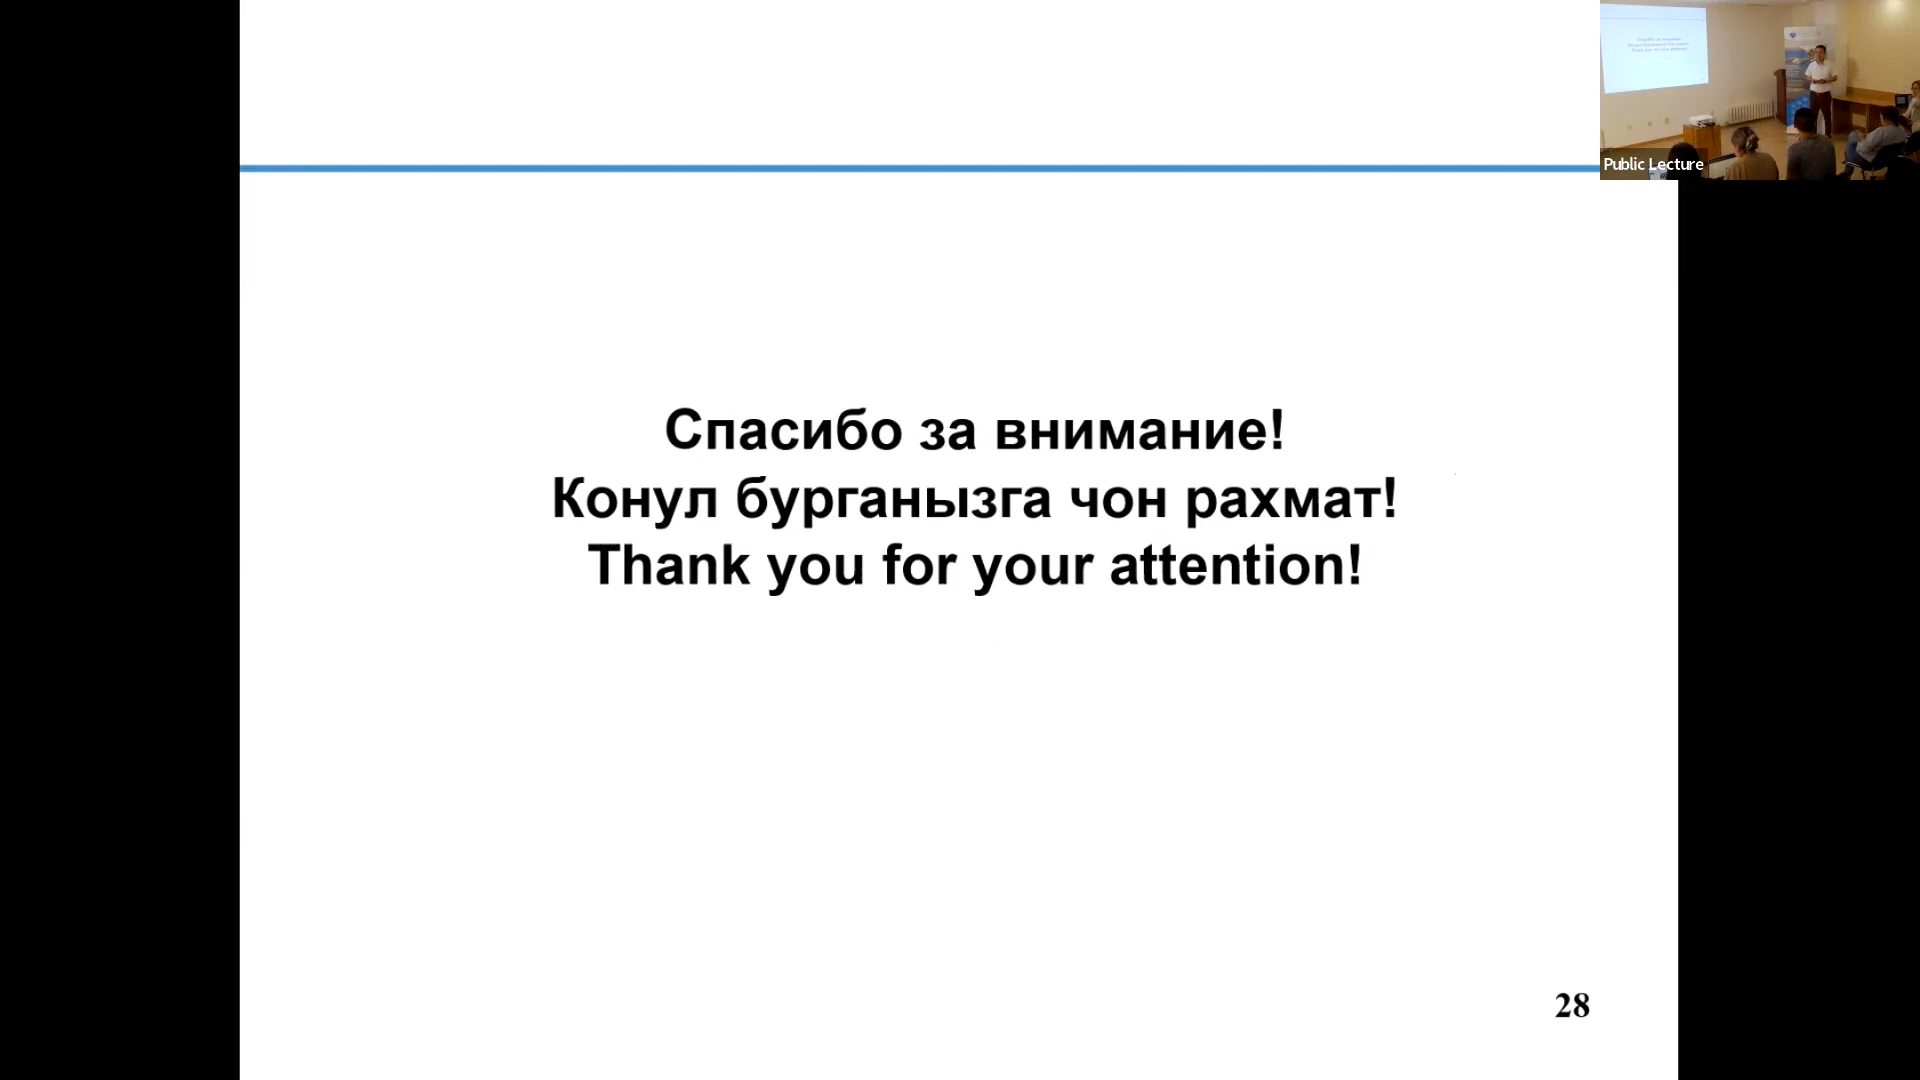 Public Lecture
Спасибо за внимание!
Конул бурганызга чон рахмат!
Thank you for your attention!
28